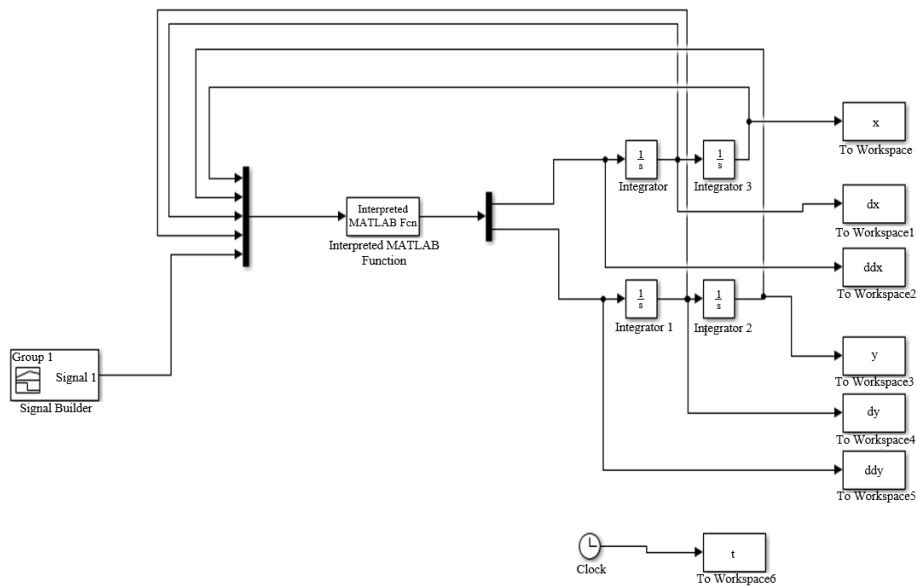 x
To Workspace
1
s
Integrator
1
s
Integrator 3
Interpreted
MATLAB Fcn
Interpreted MATLAB
Function
dx
To Workspace1
ddx
To Workspace2
1
s
Integrator 1
1
s
Integrator 2
Group 1
Signal 1
Signal Builder
y
To Workspace3
dy
To Workspace4
ddy
To Workspace5
Clock
t
To Workspace6